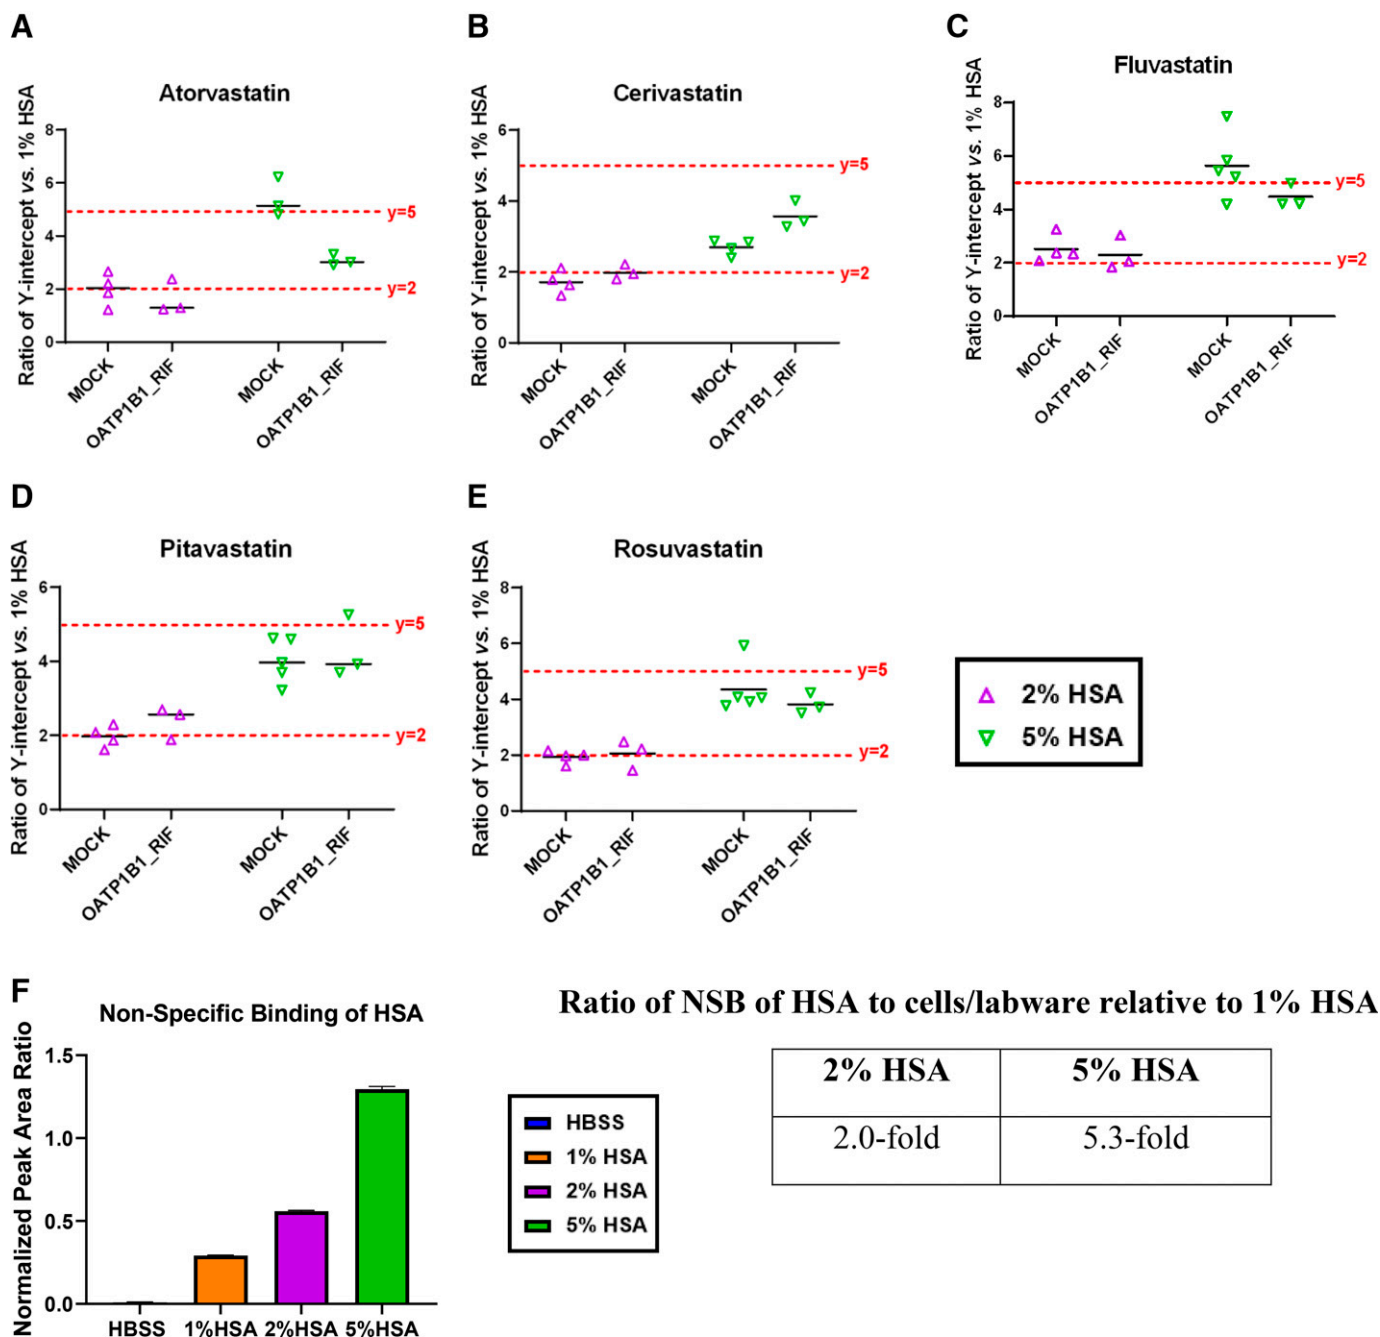 A
Atorvastatin
Ratio of Y-intercept vs. 1% HSA
8
6
4
2
0
y=5
y=2
MOCK
OATP1B1_RIF
MOCK
OATP1B1_RIF
B
Cerivastatin
Ratio of Y-intercept vs. 1% HSA
6
4
2
0
y=5
y=2
MOCK
OATP1B1_RIF
MOCK
OATP1B1_RIF
C
Fluvastatin
Ratio of Y-intercept vs. 1% HSA
8
6
4
2
0
y=5
y=2
MOCK
OATP1B1_RIF
MOCK
OATP1B1_RIF
D
Pitavastatin
Ratio of Y-intercept vs. 1% HSA
6
4
2
0
y=5
y=2
MOCK
OATP1B1_RIF
MOCK
OATP1B1_RIF
E
Rosuvastatin
Ratio of Y-intercept vs. 1% HSA
8
6
4
2
0
y=5
y=2
MOCK
OATP1B1_RIF
MOCK
OATP1B1_RIF
2% HSA
5% HSA
F
Non-Specific Binding of HSA
Normalized Peak Area Ratio
1.5
1.0
0.5
0.0
HBSS 1%HSA 2%HSA 5%HSA
HBSS
1% HSA
2% HSA
5% HSA
Ratio of NSB of HSA to cells/labware relative to 1% HSA
2% HSA 5% HSA
2.0-fold 5.3-fold